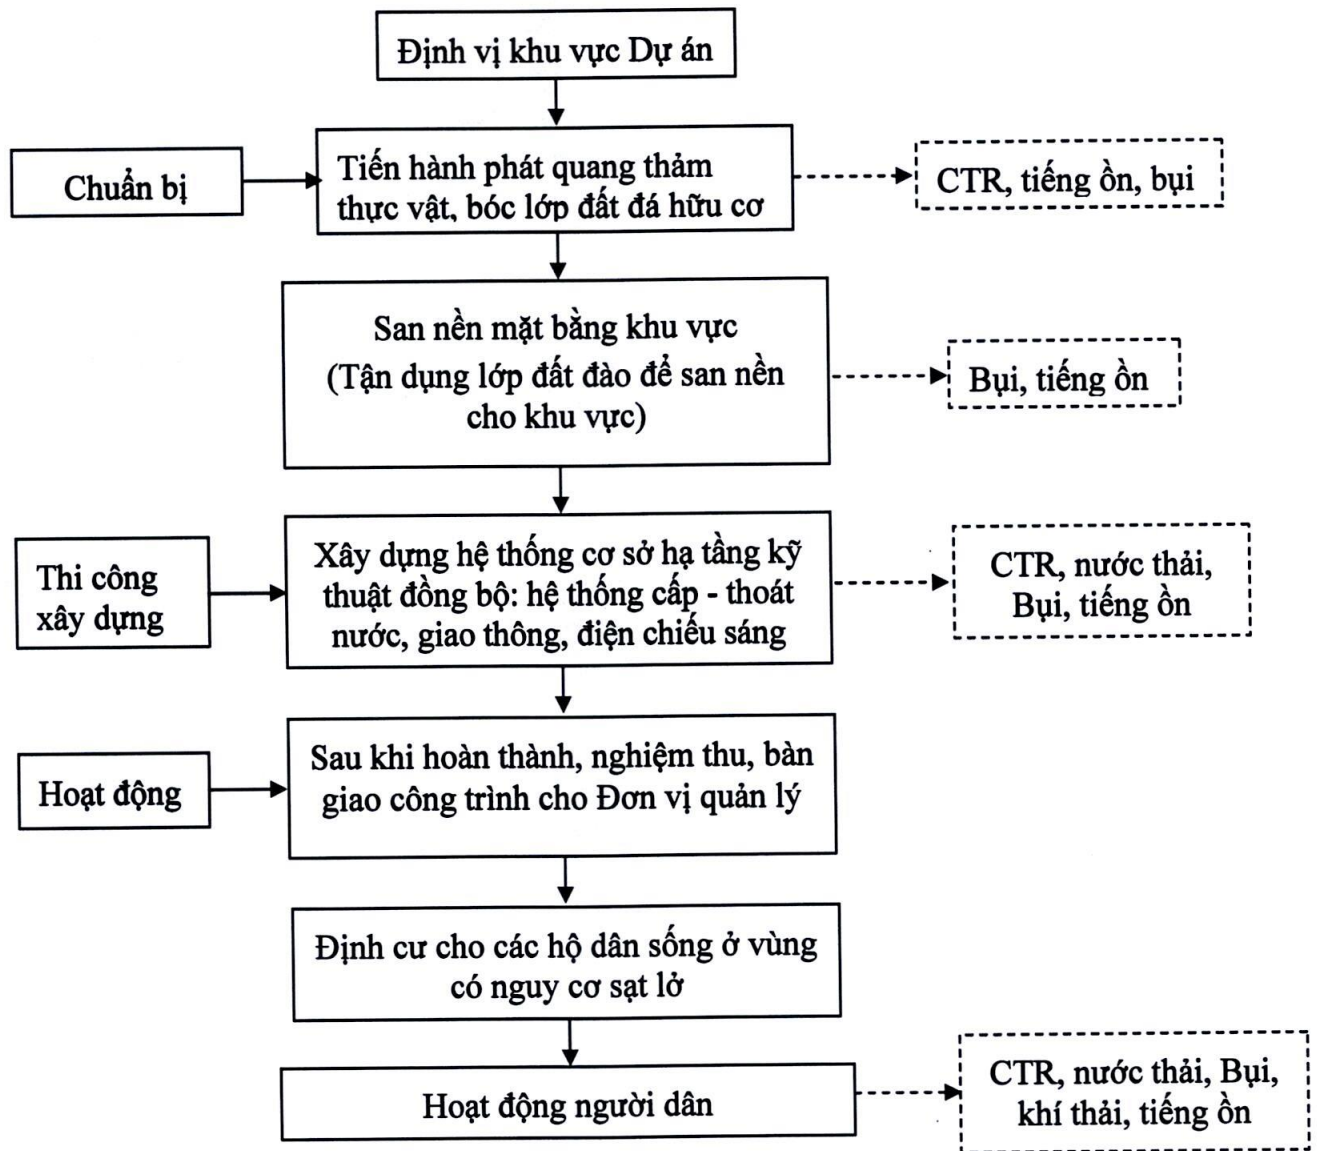 Định vị khu vực Dự án
Chuẩn bị
Tiến hành phát quang thảm
thực vật, bóc lớp đất đá hữu cơ
CTR, tiếng ồn, bụi
San nền mặt bằng khu vực
(Tận dụng lớp đất đào để san nền
cho khu vực)
Bụi, tiếng ồn
Thi công
xây dựng
Xây dựng hệ thống cơ sở hạ tầng kỹ
thuật đồng bộ: hệ thống cấp - thoát
nước, giao thông, điện chiếu sáng
CTR, nước thải,
Bụi, tiếng ồn
Hoạt động
Sau khi hoàn thành, nghiệm thu, bàn
giao công trình cho Đơn vị quản lý
Định cư cho các hộ dân sống ở vùng
có nguy cơ sạt lở
Hoạt động người dân
CTR, nước thải, Bụi,
khí thải, tiếng ồn